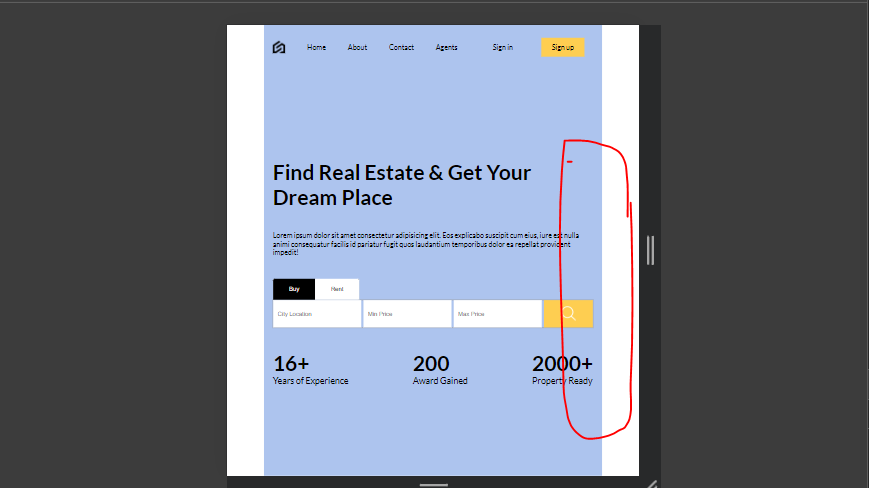 Home About Contact Agents Sign in Sign up
Find Real Estate & Get Your
Dream Place
Lorem ipsum dolor sit amet consectetur adipisicing elit. Eos explicabo suscipit cum eius, iure est nulla
animi consequatur facilis id pariatur fugit quos laudantium temporibus dolor ea repellat provident
impedit!
Buy Rent
City Location Min Price Max Price
16+ 200 2000+
Years of Experience Award Gained Property Ready